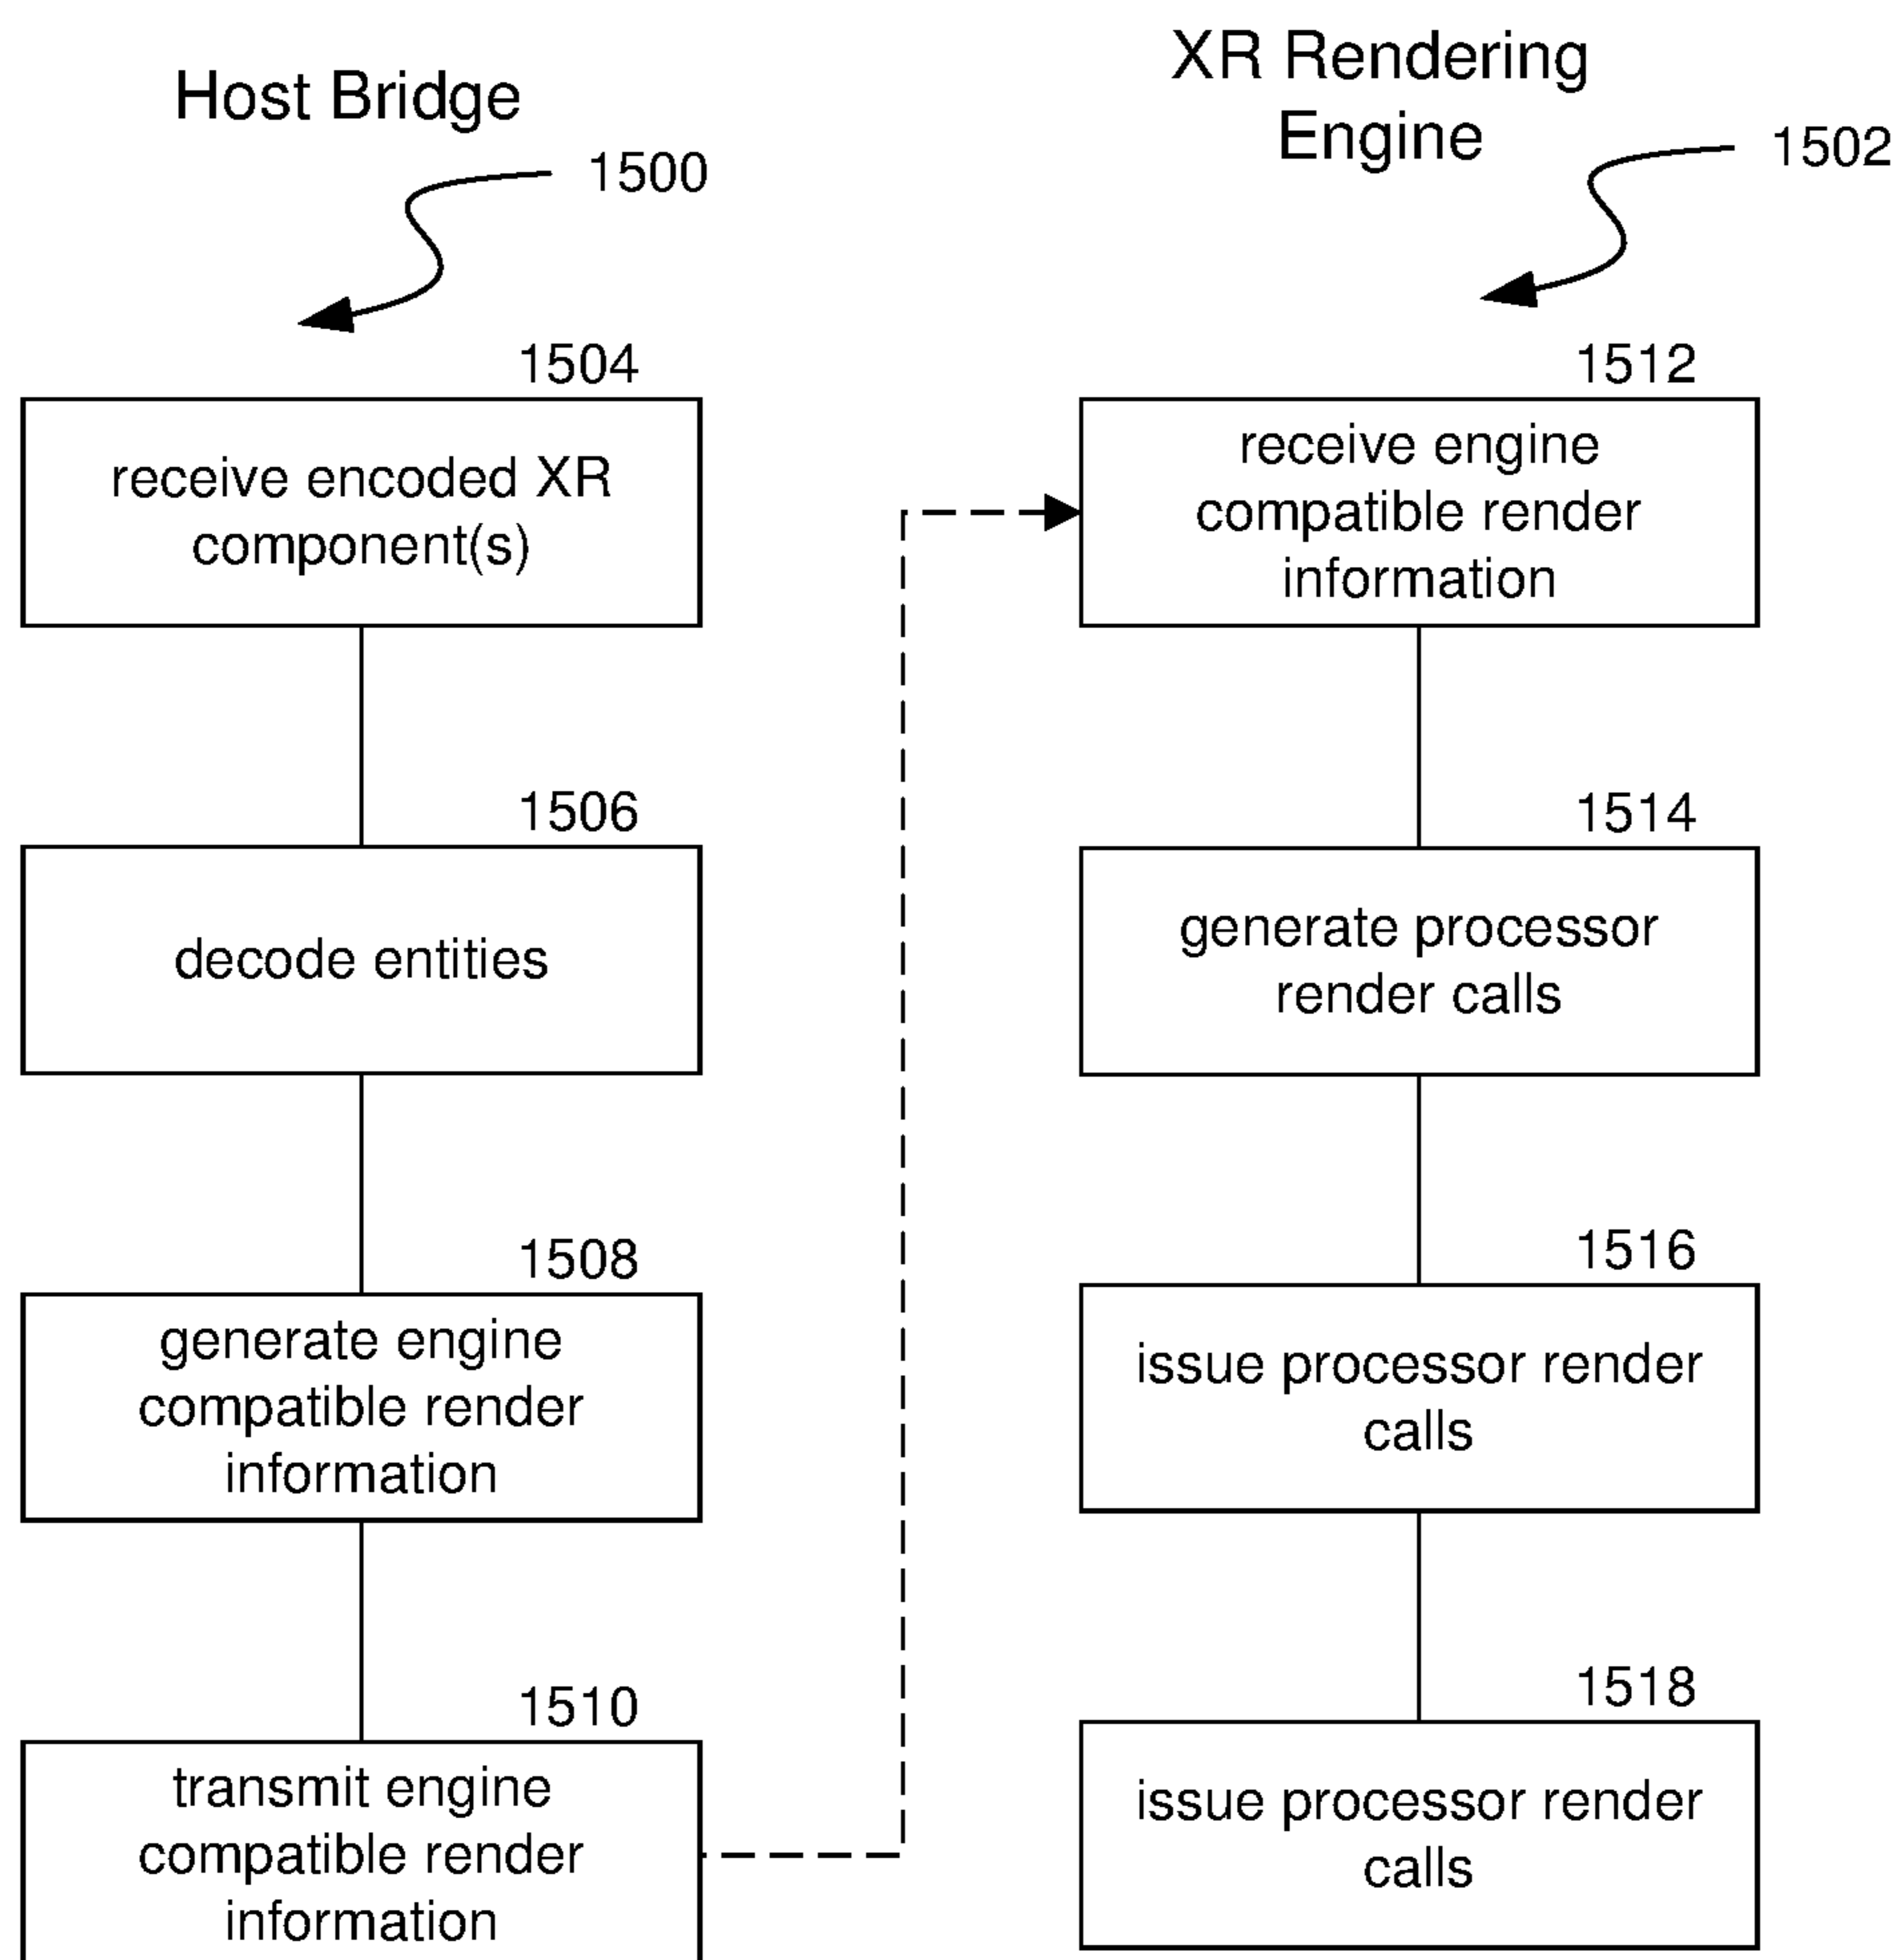 Host Bridge
1500
1504
receive encoded XR
component(s)
1506
decode entities
1508
generate engine
compatible render
information
1510
transmit engine
compatible render
information
XR Rendering
Engine
1502
1512
receive engine
compatible render
information
1514
generate processor
render calls
1516
issue processor render
calls
1518
issue processor render
calls